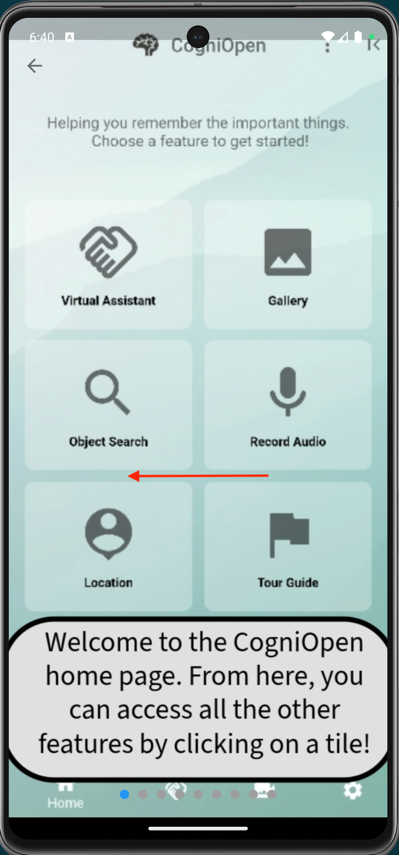 6:40 A
CogniOpen
Helping you remember the important things.
Choose a feature to get started!
Virtual Assistant
Gallery
Object Search
Record Audio
Location
Tour Guide
Welcome to the CogniOpen
home page. From here, you
can access all the other
features by clicking on a tile!
Home